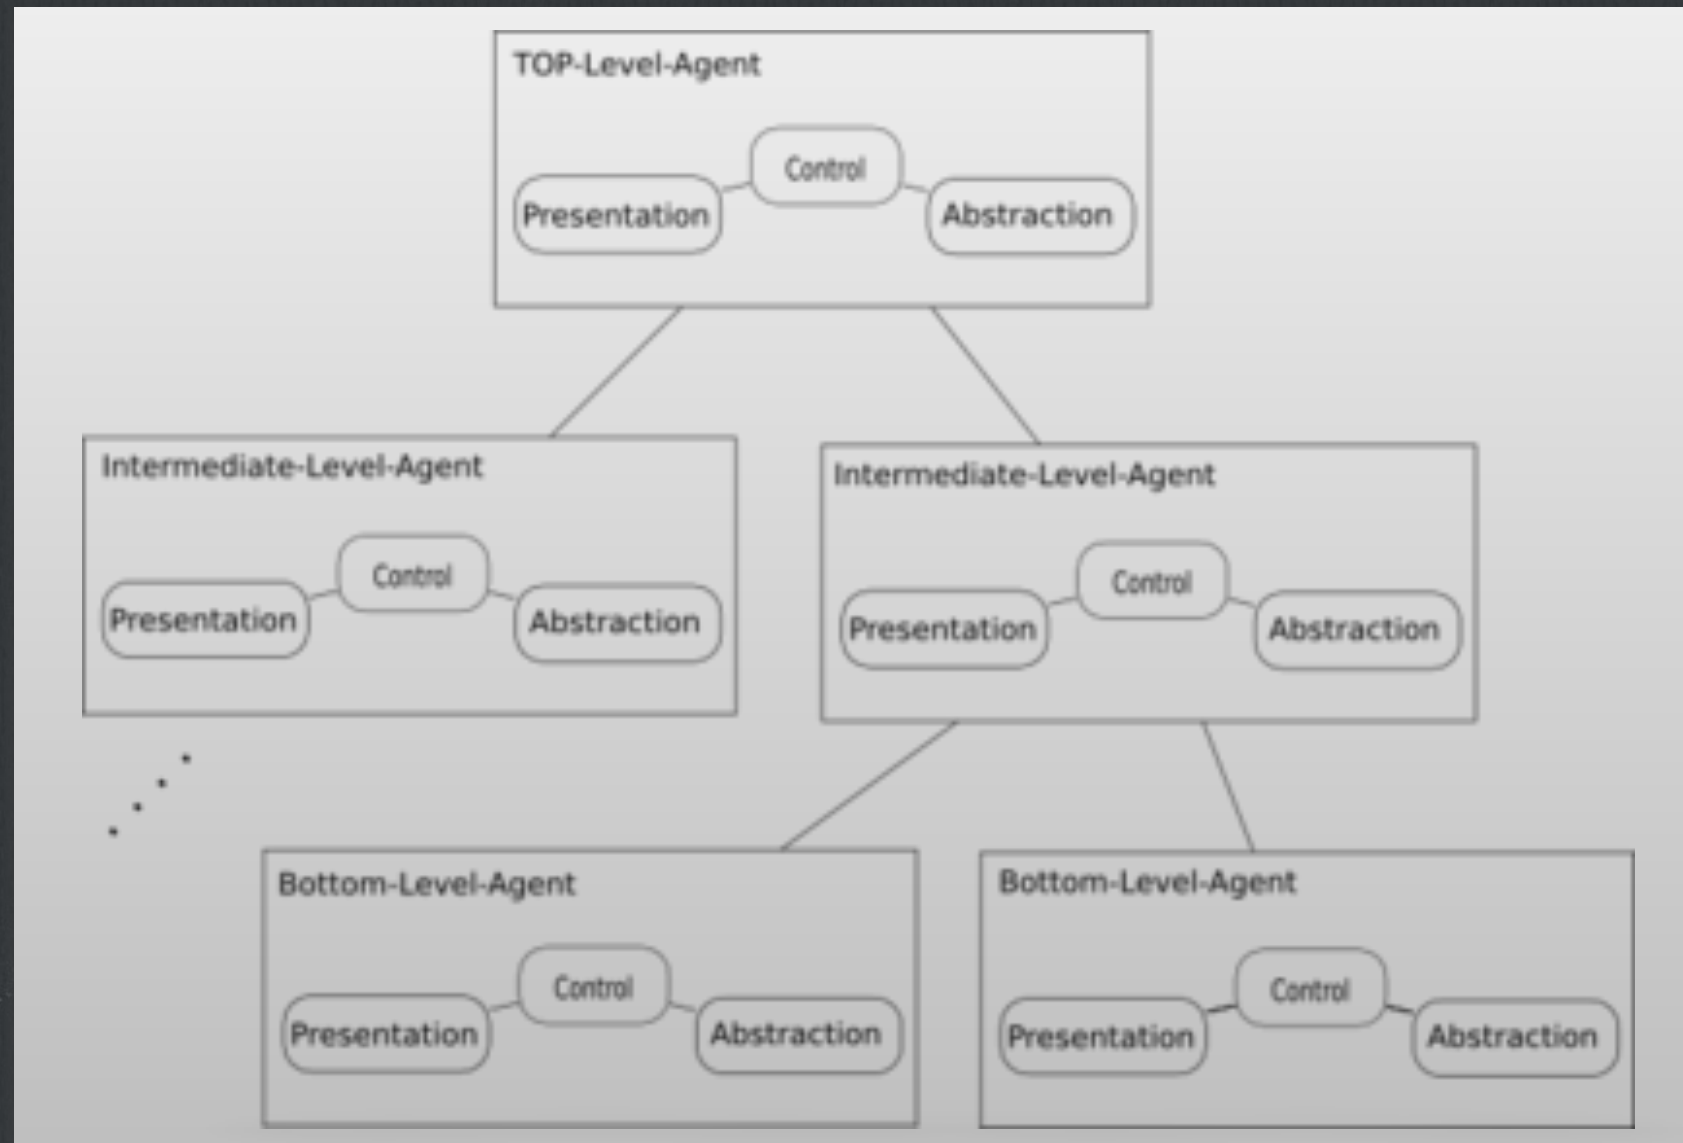 TOP-Level-Agent
Control
Presentation
Abstraction
Intermediate-Level-Agent
Control
Presentation
Abstraction
Intermediate-Level-Agent
Control
Presentation
Abstraction
Bottom-Level-Agent
Control
Presentation
Abstraction
Bottom-Level-Agent
Control
Presentation
Abstraction